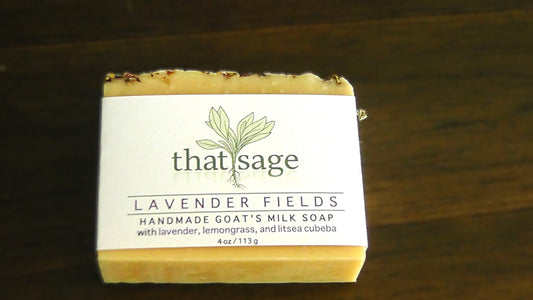 that sage
LAVENDER FIELDS
HANDMADE GOAT'S MILK SOAP
with lavender, lemongrass, and litsea cubeba
4 oz / 113 g